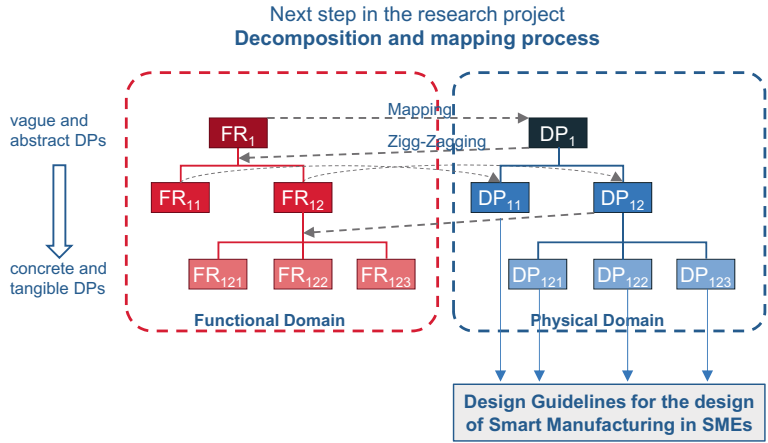 Next step in the research project
Decomposition and mapping process
vague and
abstract DPs
concrete and
tangible DPs
Mapping
Zigg-Zagging
FR1
DP1
FR11
FR12
DP11
DP12
FR121
FR122
FR123
DP121
DP122
DP123
Functional Domain
Physical Domain
Design Guidelines for the design
of Smart Manufacturing in SMEs